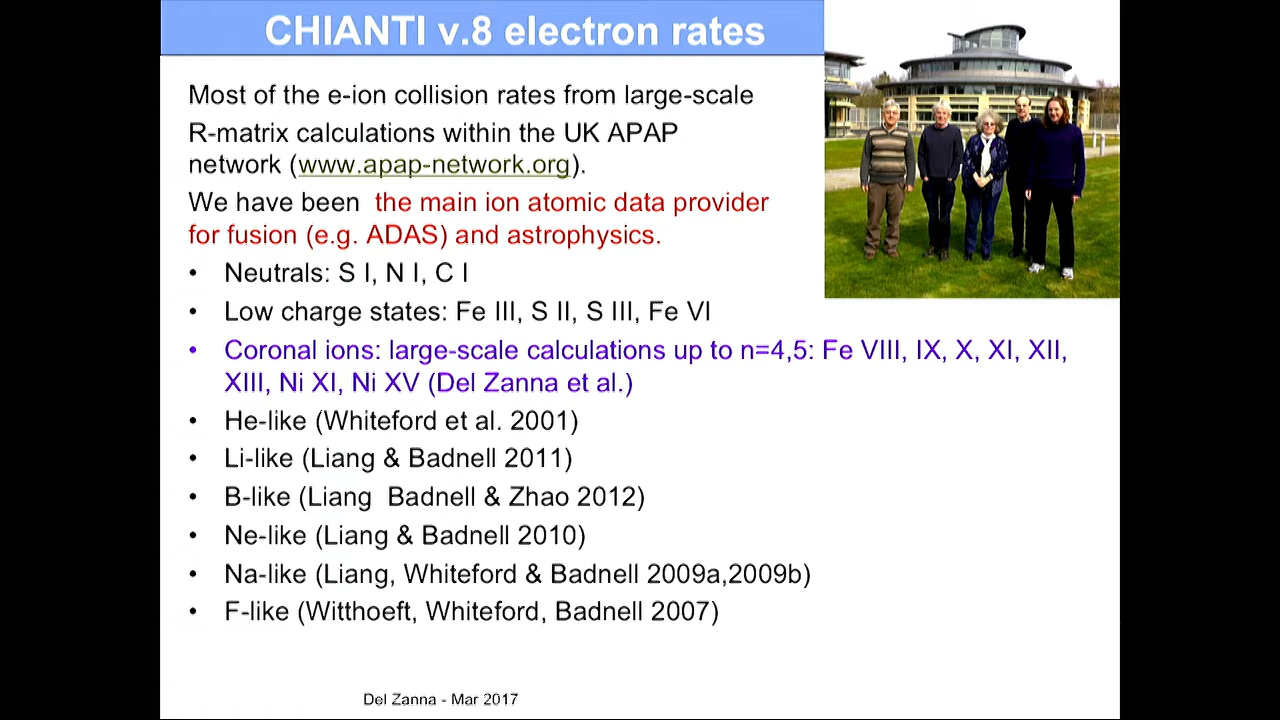 CHIANTI v.8 electron rates
Most of the e-ion collision rates from large-scale
R-matrix calculations within the UK APAP
network (www.apap-network.org).
We have been the main ion atomic data provider
for fusion (e.g. ADAS) and astrophysics.
• Neutrals: S I, N I, C I
• Low charge states: Fe III, S II, S III, Fe VI
• Coronal ions: large-scale calculations up to n=4,5: Fe VIII, IX, X, XI, XII,
XIII, Ni XI, Ni XV (Del Zanna et al.)
• He-like (Whiteford et al. 2001)
• Li-like (Liang & Badnell 2011)
• B-like (Liang Badnell & Zhao 2012)
• Ne-like (Liang & Badnell 2010)
• Na-like (Liang, Whiteford & Badnell 2009a,2009b)
• F-like (Witthoeft, Whiteford, Badnell 2007)
Del Zanna - Mar 2017